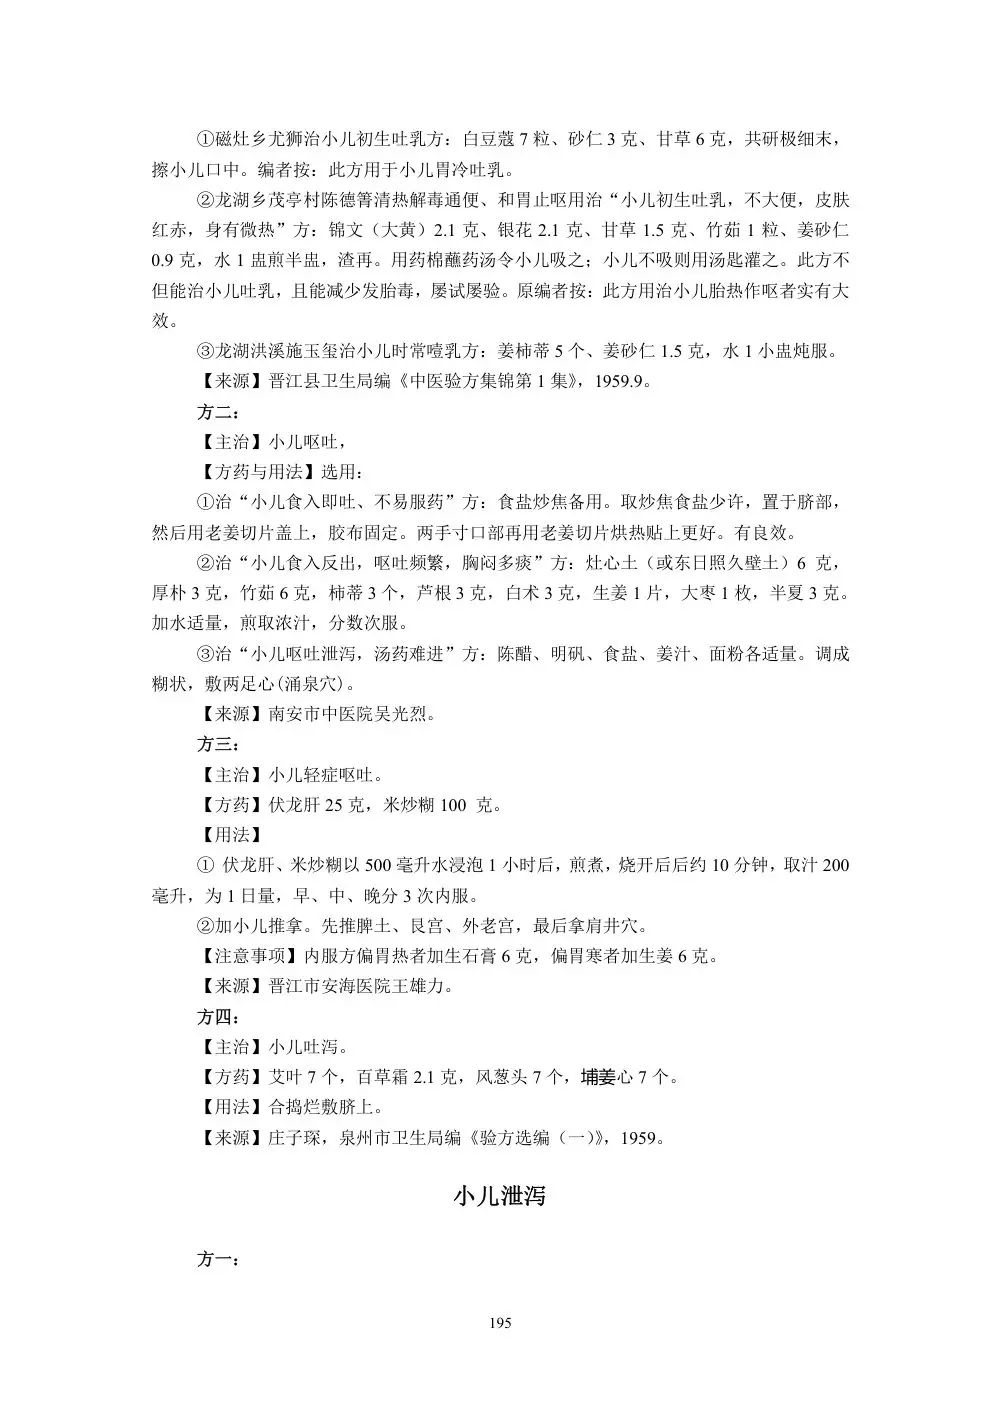 ①磁灶乡尤狮治小儿初生吐乳方：白豆蔻 7 粒、砂仁 3 克、甘草 6 克，共研极细末，
擦小儿口中。编者按：此方用于小儿胃冷吐乳。
②龙湖乡茂亭村陈德箐清热解毒通便、和胃止呕用治“小儿初生吐乳，不大便，皮肤
红赤，身有微热”方：锦文（大黄）2.1 克、银花 2.1 克、甘草 1.5 克、竹茹 1 粒、姜砂仁
0.9 克，水 1 盅煎半盅，渣再。用药棉蘸药汤令小儿吸之；小儿不吸则用汤匙灌之。此方不
但能治小儿吐乳，且能减少发胎毒，屡试屡验。原编者按：此方用治小儿胎热作呕者实有大
效。
③龙湖洪溪施玉玺治小儿时常噎乳方：姜柿蒂 5 个、姜砂仁 1.5 克，水 1 小盅炖服。
【来源】晋江县卫生局编《中医验方集锦第 1 集》，1959.9。
方二：
【主治】小儿呕吐，
【方药与用法】选用：
①治“小儿食入即吐、不易服药”方：食盐炒焦备用。取炒焦食盐少许，置于脐部，
然后用老姜切片盖上，胶布固定。两手寸口部再用老姜切片烘热贴上更好。有良效。
②治“小儿食入反出，呕吐频繁，胸闷多痰”方：灶心土（或东日照久壁土）6 克，
厚朴 3 克，竹茹 6 克，柿蒂 3 个，芦根 3 克，白术 3 克，生姜 1 片，大枣 1 枚，半夏 3 克。
加水适量，煎取浓汁，分数次服。
③治“小儿呕吐泄泻，汤药难进”方：陈醋、明矾、食盐、姜汁、面粉各适量。调成
糊状，敷两足心(涌泉穴)。
【来源】南安市中医院吴光烈。
方三：
【主治】小儿轻症呕吐。
【方药】伏龙肝 25 克，米炒糊 100 克。
【用法】
① 伏龙肝、米炒糊以 500 毫升水浸泡 1 小时后，煎煮，烧开后后约 10 分钟，取汁 200
毫升，为 1 日量，早、中、晚分 3 次内服。
②加小儿推拿。先推脾土、艮宫、外老宫，最后拿肩井穴。
【注意事项】内服方偏胃热者加生石膏 6 克，偏胃寒者加生姜 6 克。
【来源】晋江市安海医院王雄力。
方四：
【主治】小儿吐泻。
【方药】艾叶 7 个，百草霜 2.1 克，风葱头 7 个，埔姜心 7 个。
【用法】合捣烂敷脐上。
【来源】庄子琛，泉州市卫生局编《验方选编（一）》，1959。
小儿泄泻
方一：
195